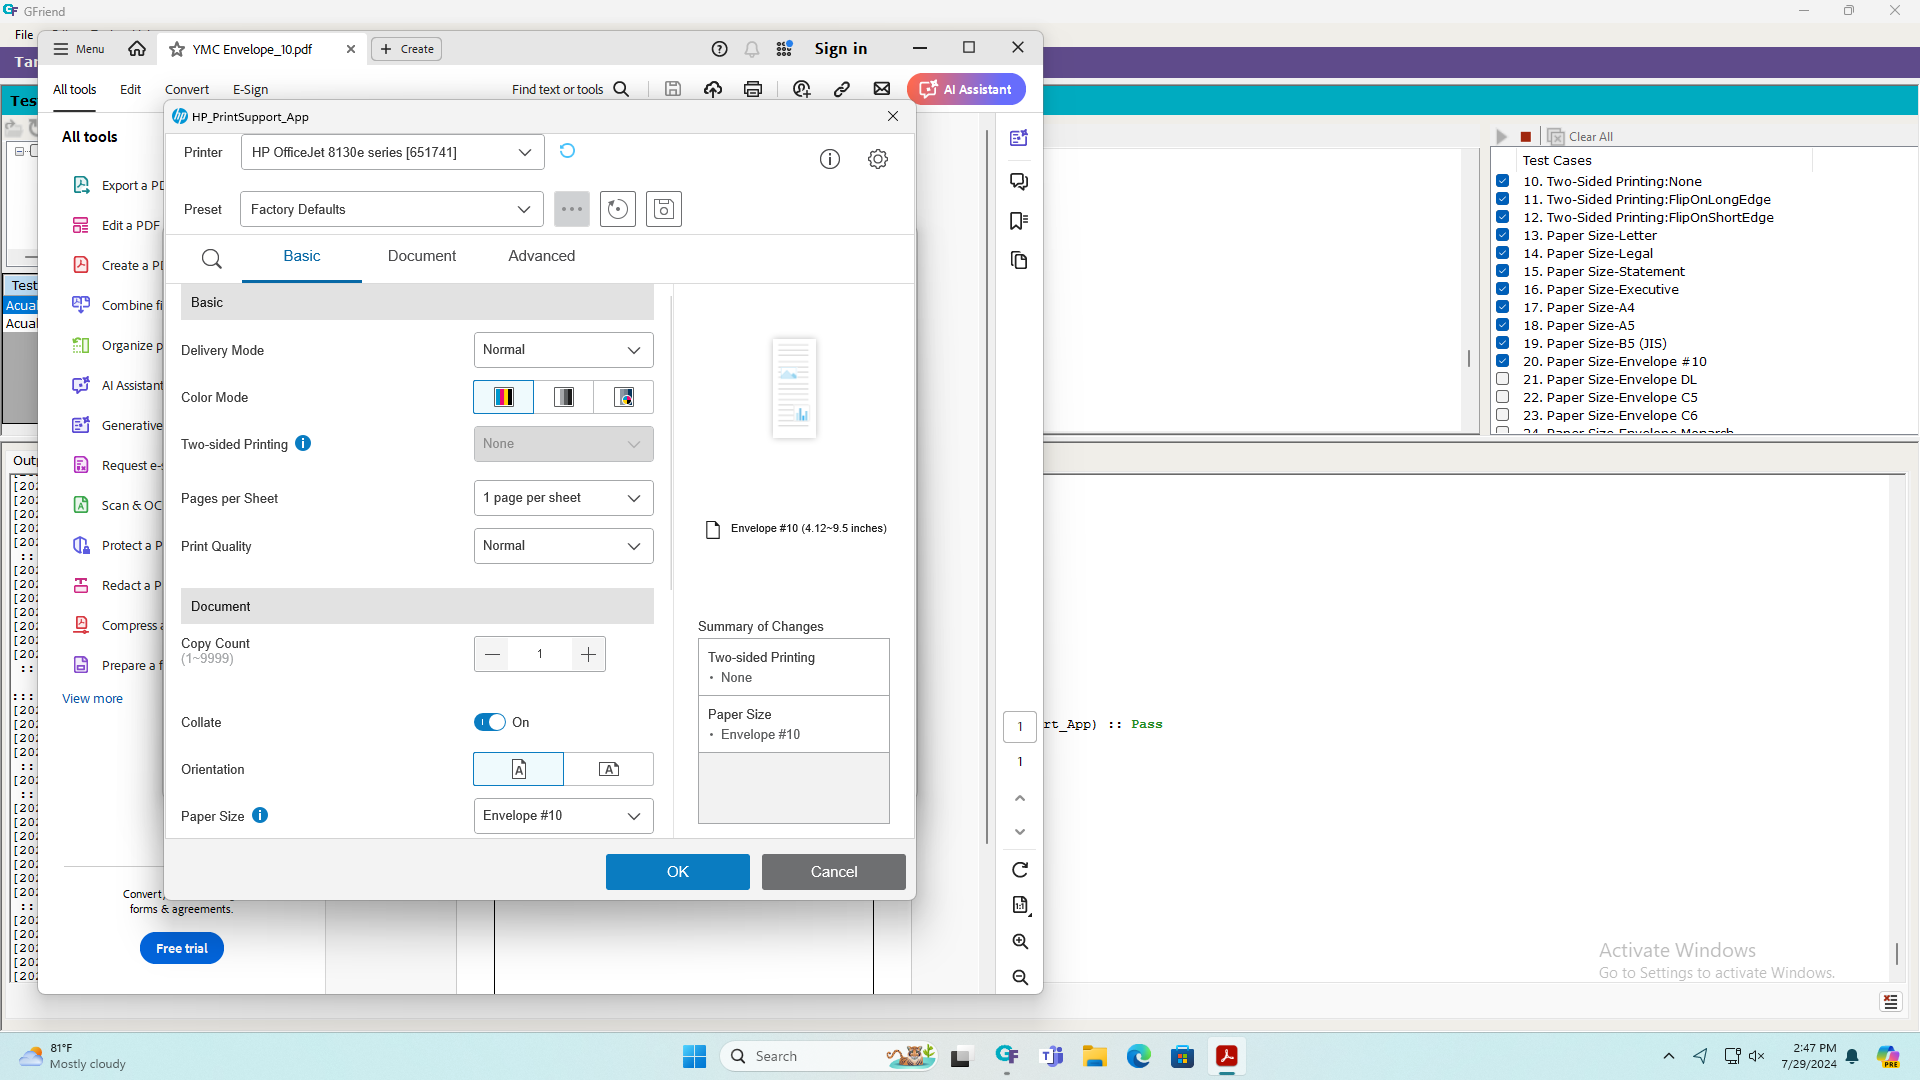 GFriend
File
Menu
YMC Envelope_10.pdf
Create
Sign in
All tools
Edit
Convert
E-Sign
Find text or tools
AI Assistant
HP_PrintSupport_App
All tools
Export a PD
Edit a PDF
Create a PD
Combine fi
Organize p
AI Assistant
Generative
Request e-s
Scan & OC
Protect a P
Redact a P
Compress a
Prepare a f
View more
Convert,
forms & agreements.
Free trial
Printer
HP OfficeJet 8130e series [651741]
Preset
Factory Defaults
Basic
Document
Advanced
Basic
Delivery Mode
Normal
Color Mode
Two-sided Printing
None
Pages per Sheet
1 page per sheet
Print Quality
Normal
Document
Copy Count
(1~9999)
1
Collate
On
Orientation
Paper Size
Envelope #10
Envelope #10 (4.12~9.5 inches)
Summary of Changes
Two-sided Printing
• None
Paper Size
• Envelope #10
OK
Cancel
1
1
Clear All
Test Cases
10. Two-Sided Printing:None
11. Two-Sided Printing:FlipOnLongEdge
12. Two-Sided Printing:FlipOnShortEdge
13. Paper Size-Letter
14. Paper Size-Legal
15. Paper Size-Statement
16. Paper Size-Executive
17. Paper Size-A4
18. Paper Size-A5
19. Paper Size-B5 (JIS)
20. Paper Size-Envelope #10
21. Paper Size-Envelope DL
22. Paper Size-Envelope C5
23. Paper Size-Envelope C6
24. Paper Size-Envelope Monarch
rt_App) :: Pass
Activate Windows
Go to Settings to activate Windows.
81°F
Mostly cloudy
Search
2:47 PM
7/29/2024